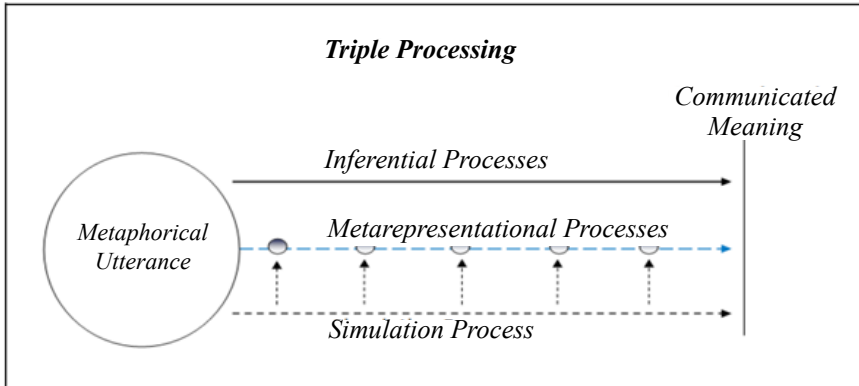 Triple Processing
Communicated
Meaning
Inferential Processes
Metarepresentational Processes
Metaphorical
Utterance
Simulation Process